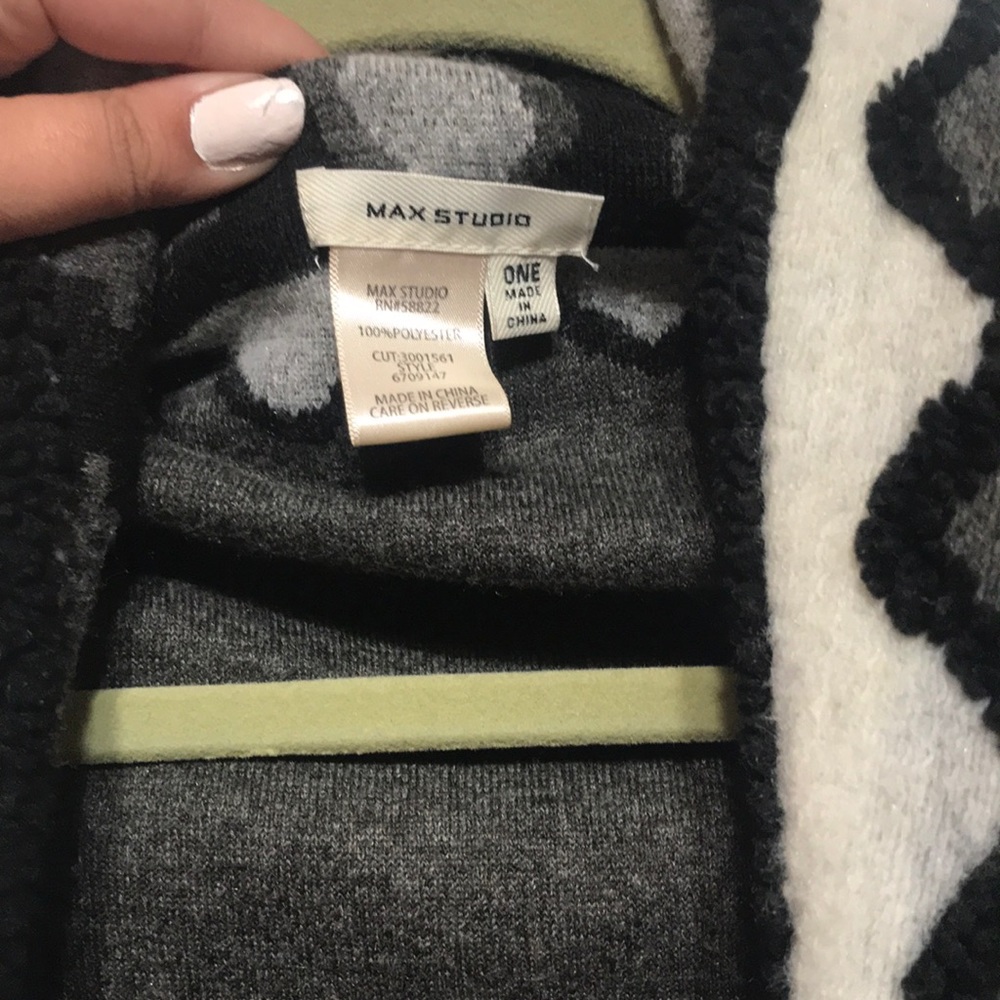 MAX STUDIO
MAX STUDIO
RN#58822
100%POLYESTER
CUT:3001561
STYLE
6709147
MADE IN CHINA
CARE ON REVERSE
ONE
MADE
IN
CHINA